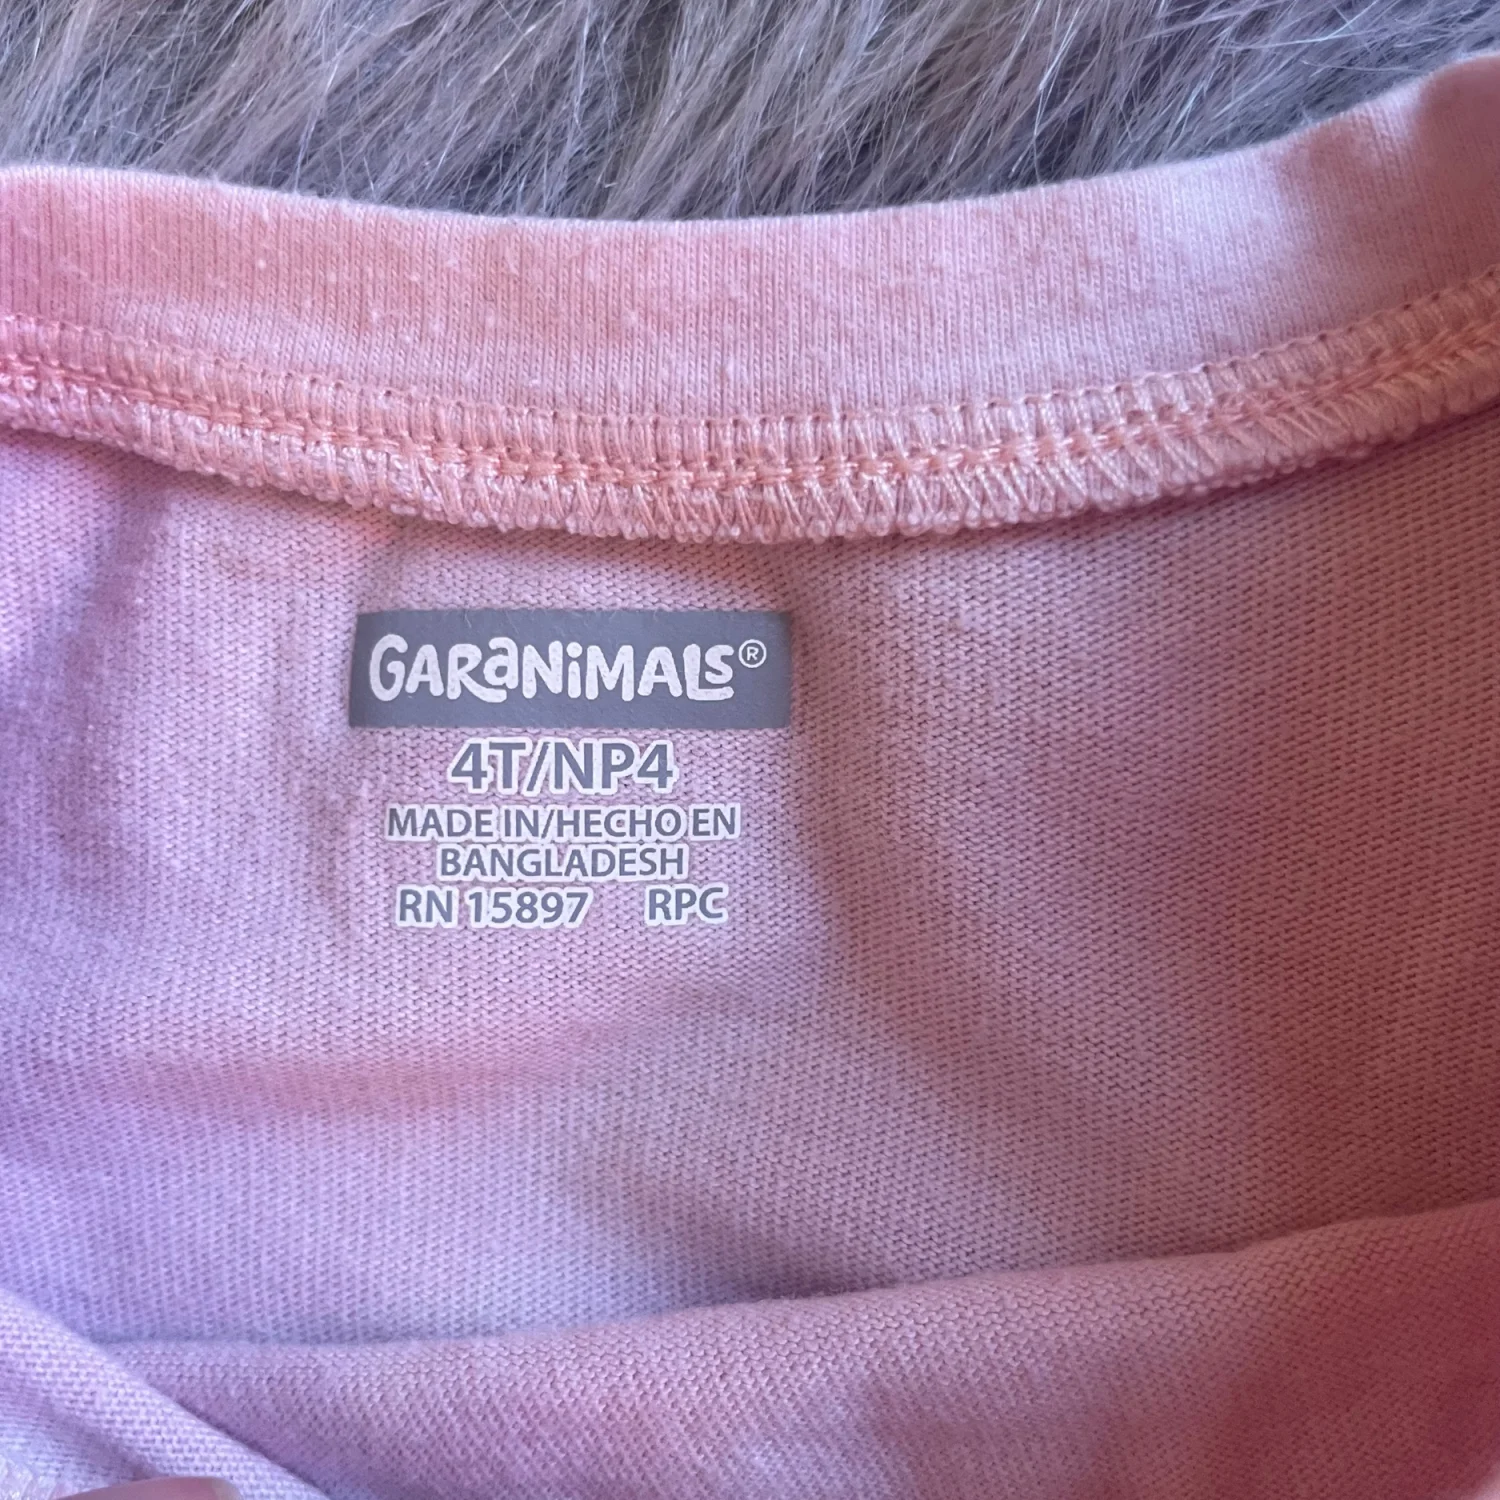 GARANIMALS®
4T/NP4
MADE IN/HECHO EN
BANGLADESH
RN 15897 RPC